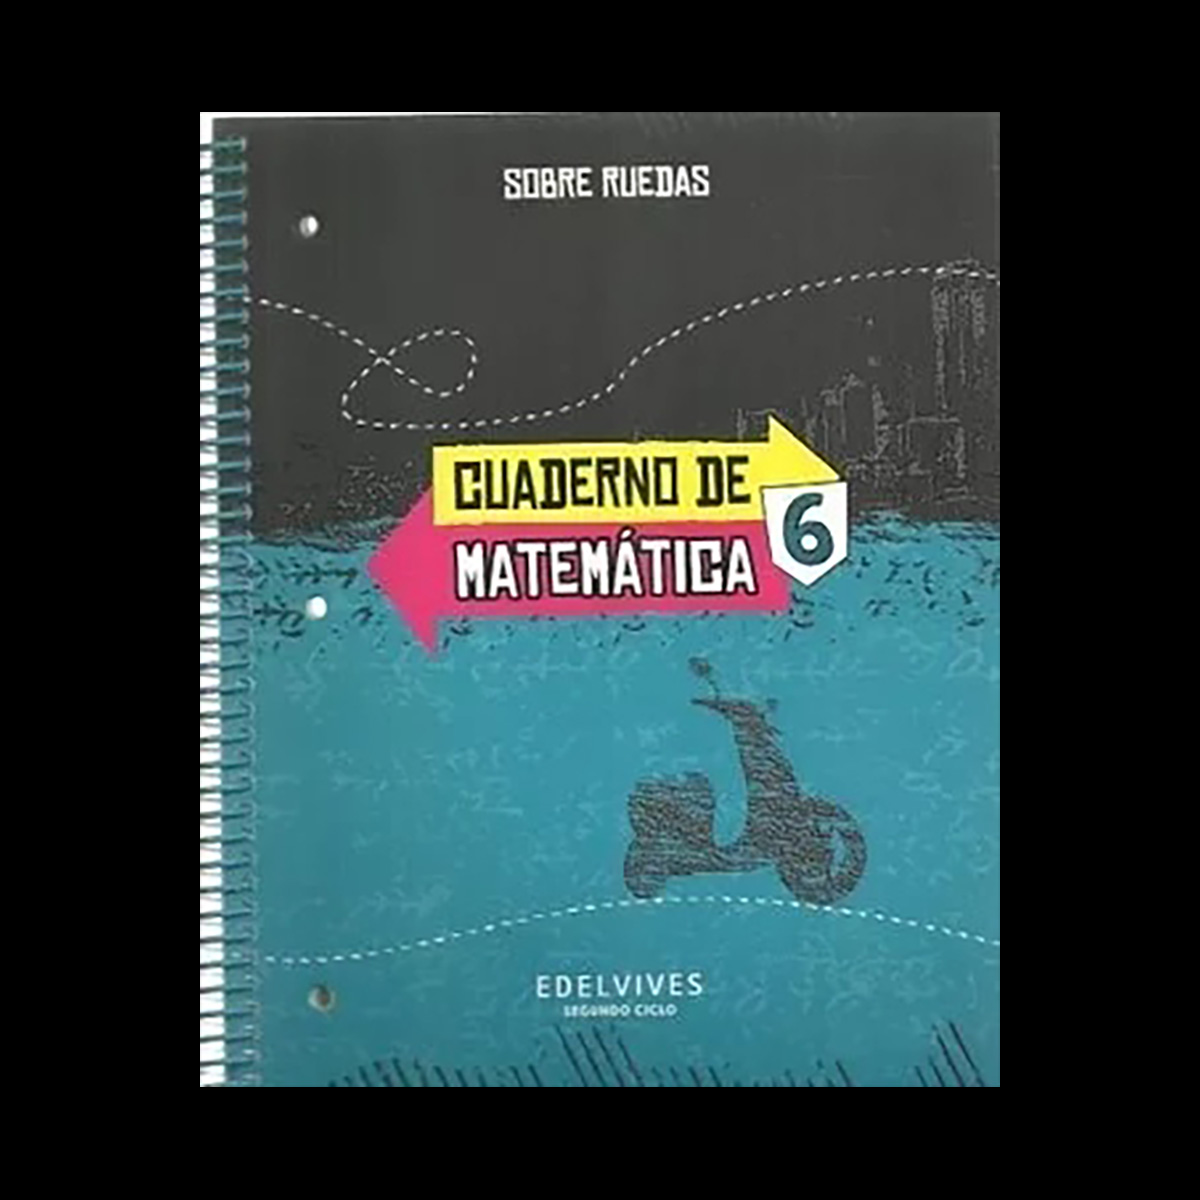 SOBRE RUEDAS
CUADERNO DE
MATEMÁTICA
6
EDELVIVES
SEGUNDO CICLO